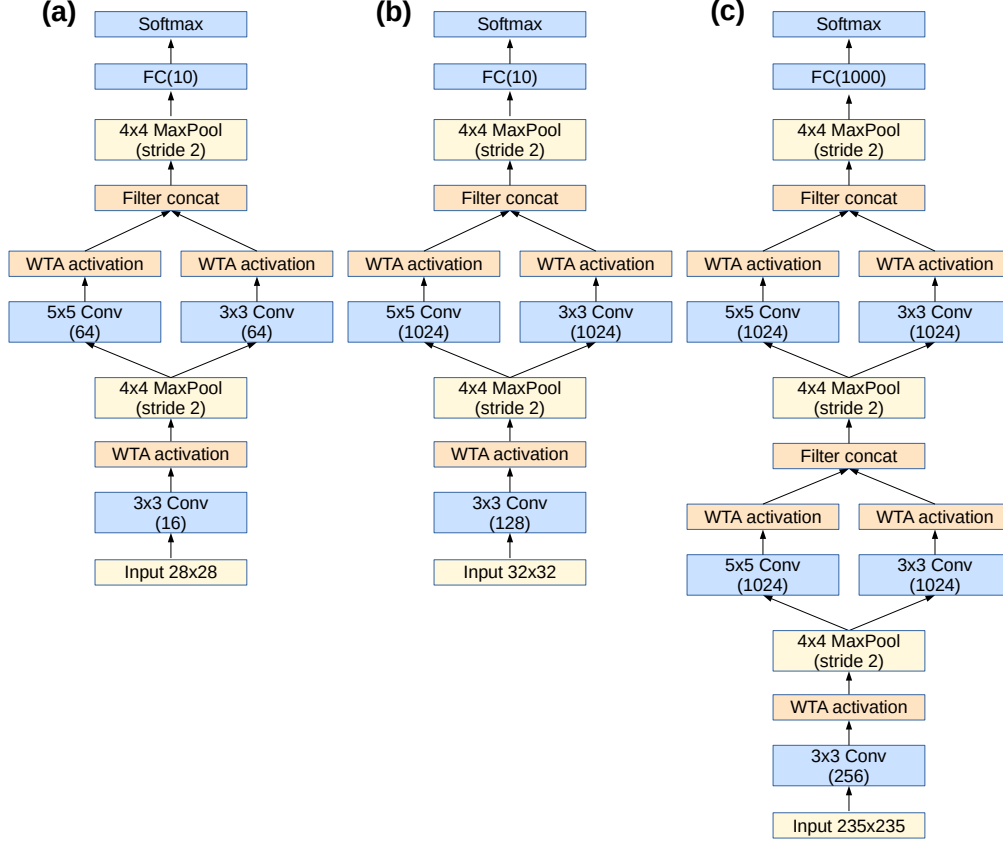 (a)
Softmax
FC(10)
4x4 MaxPool
(stride 2)
Filter concat
WTA activation
WTA activation
5x5 Conv
(64)
3x3 Conv
(64)
4x4 MaxPool
(stride 2)
WTA activation
3x3 Conv
(16)
Input 28x28
(b)
Softmax
FC(10)
4x4 MaxPool
(stride 2)
Filter concat
WTA activation
WTA activation
5x5 Conv
(1024)
3x3 Conv
(1024)
4x4 MaxPool
(stride 2)
WTA activation
3x3 Conv
(128)
Input 32x32
(c)
Softmax
FC(1000)
4x4 MaxPool
(stride 2)
Filter concat
WTA activation
WTA activation
5x5 Conv
(1024)
3x3 Conv
(1024)
4x4 MaxPool
(stride 2)
Filter concat
WTA activation
WTA activation
5x5 Conv
(1024)
3x3 Conv
(1024)
4x4 MaxPool
(stride 2)
WTA activation
3x3 Conv
(256)
Input 235x235